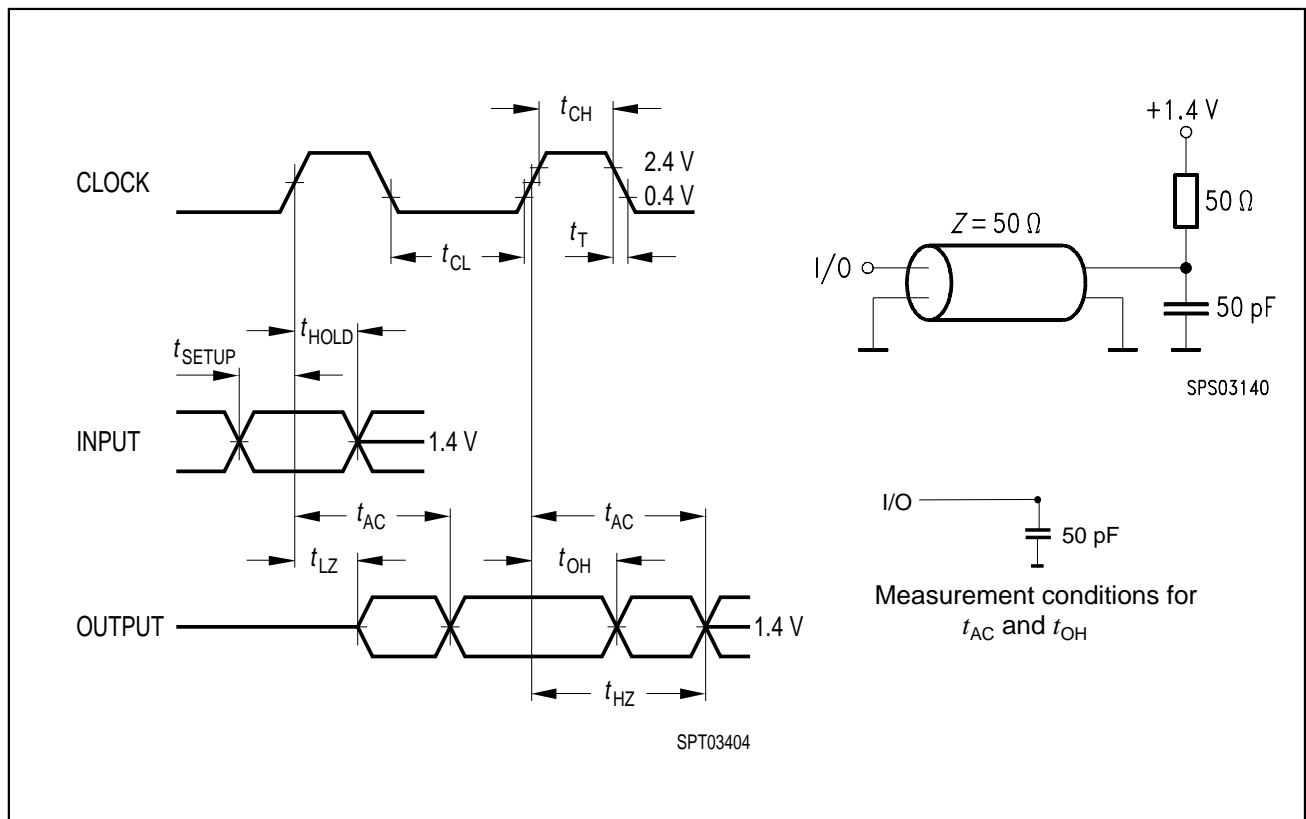 CLOCK
tCH
2.4 V
0.4 V
tT
tCL
tHOLD
tSETUP
INPUT
1.4 V
tAC
tAC
tLZ
tOH
OUTPUT
1.4 V
tHZ
SPT03404
+1.4 V
50 Ω
Z = 50 Ω
I/O
50 pF
SPS03140
I/O
50 pF
Measurement conditions for
tAC and tOH